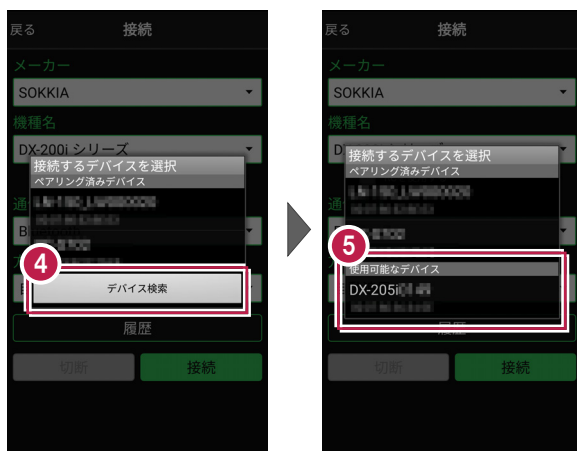 戻る
接続
メーカー
SOKKIA
機種名
DX-200i シリーズ
接続するデバイスを選択
ペアリング済みデバイス
通
B
4
デバイス検索
履歴
切断
接続
戻る
接続
メーカー
SOKKIA
機種名
D
接続するデバイスを選択
ペアリング済みデバイス
通
5
使用可能なデバイス
DX-205i
履歴
切断
接続